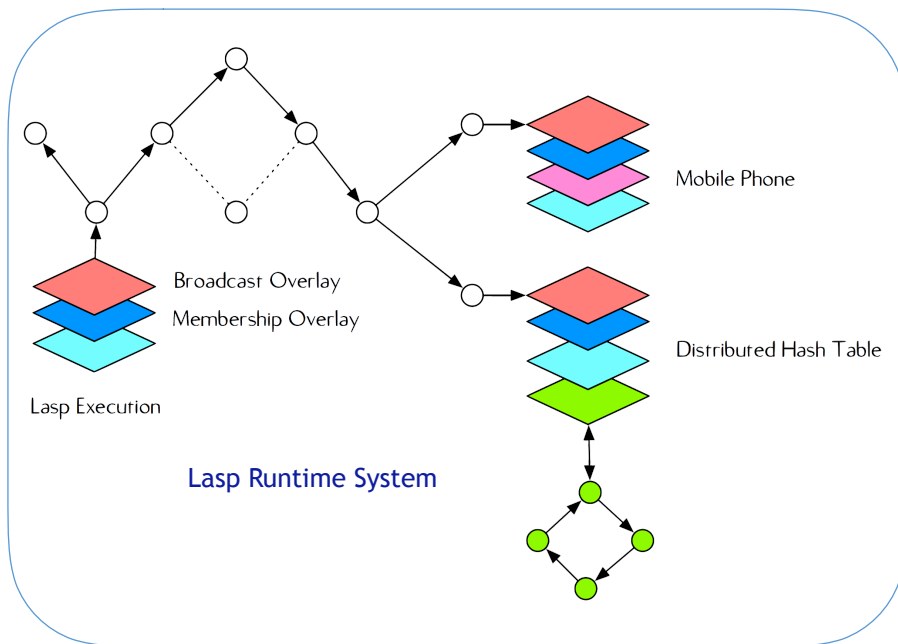 Mobile Phone
Broadcast Overlay
Membership Overlay
Distributed Hash Table
Lasp Execution
Lasp Runtime System